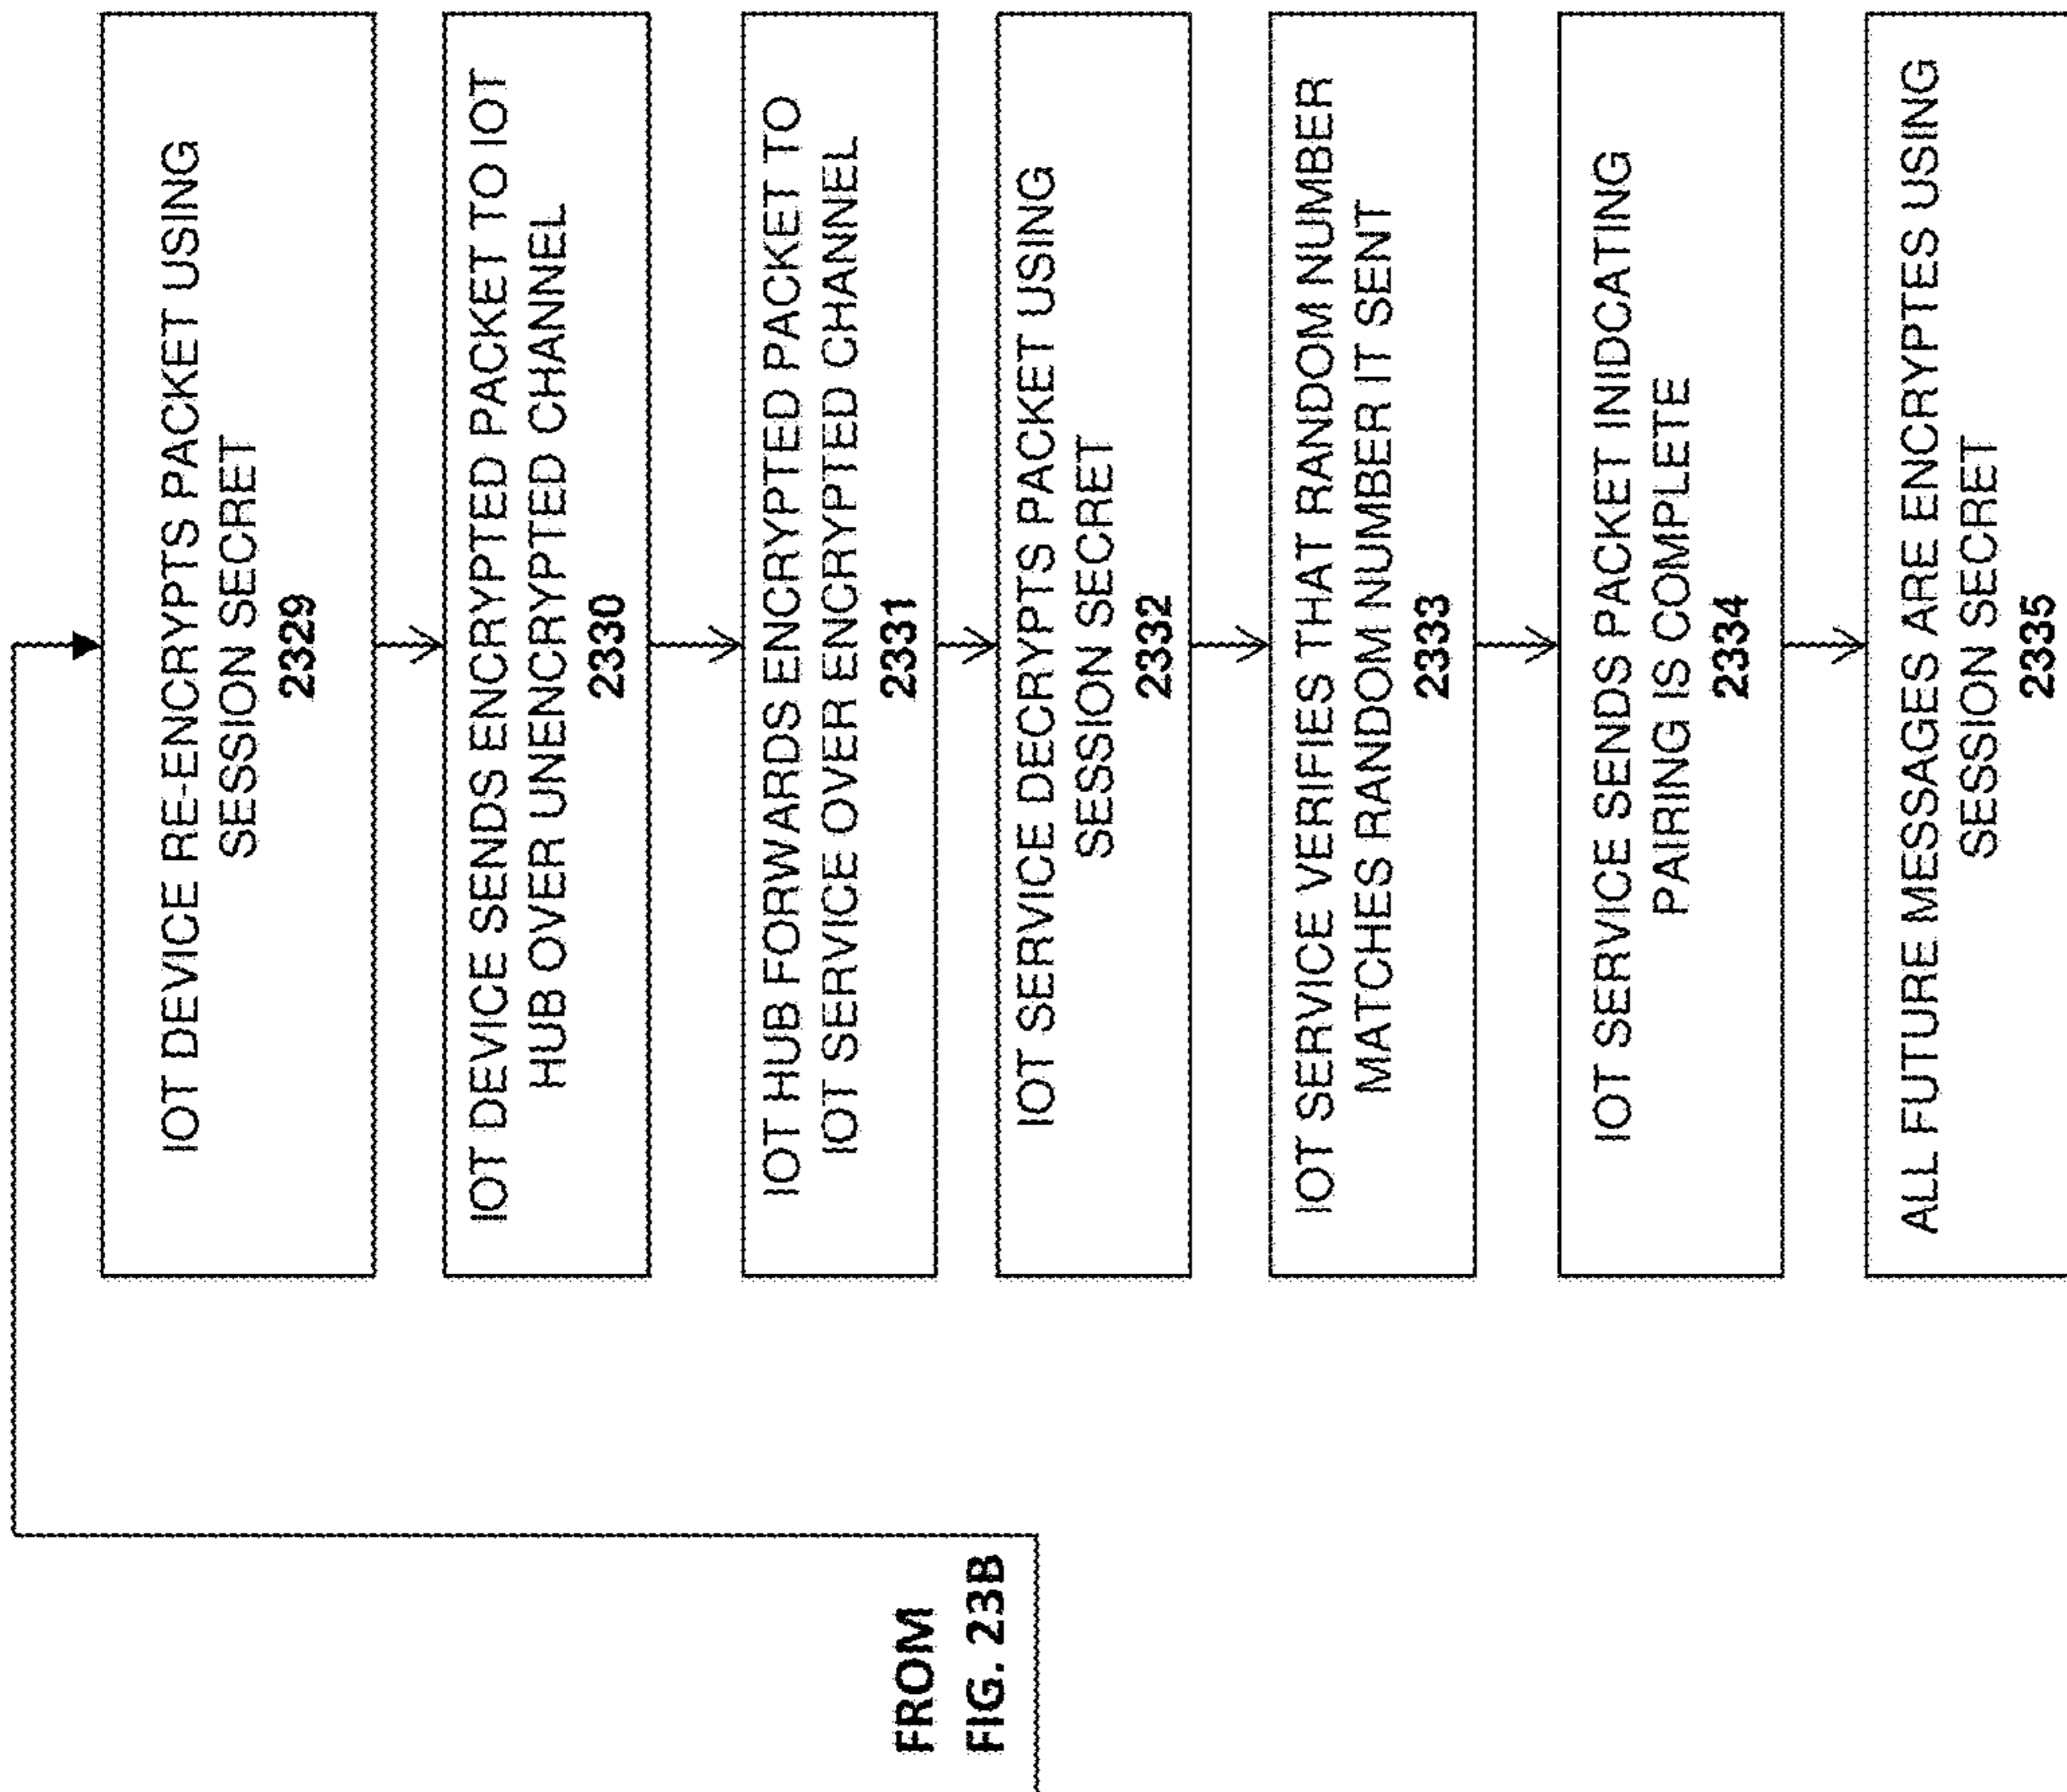 FROM
FIG. 23B
IOT DEVICE RE-ENCRYPTS PACKET USING
SESSION SECRET
2329
IOT DEVICE SENDS ENCRYPTED PACKET TO IOT
HUB OVER UNENCRYPTED CHANNEL
2330
IOT HUB FORWARDS ENCRYPTED PACKET TO
IOT SERVICE OVER ENCRYPTED CHANNEL
2331
IOT SERVICE DECRYPTS PACKET USING
SESSION SECRET
2332
IOT SERVICE VERIFIES THAT RANDOM NUMBER
MATCHES RANDOM NUMBER IT SENT
2333
IOT SERVICE SENDS PACKET INIDCATING
PAIRING IS COMPLETE
2334
ALL FUTURE MESSAGES ARE ENCRYPTES USING
SESSION SECRET
2335